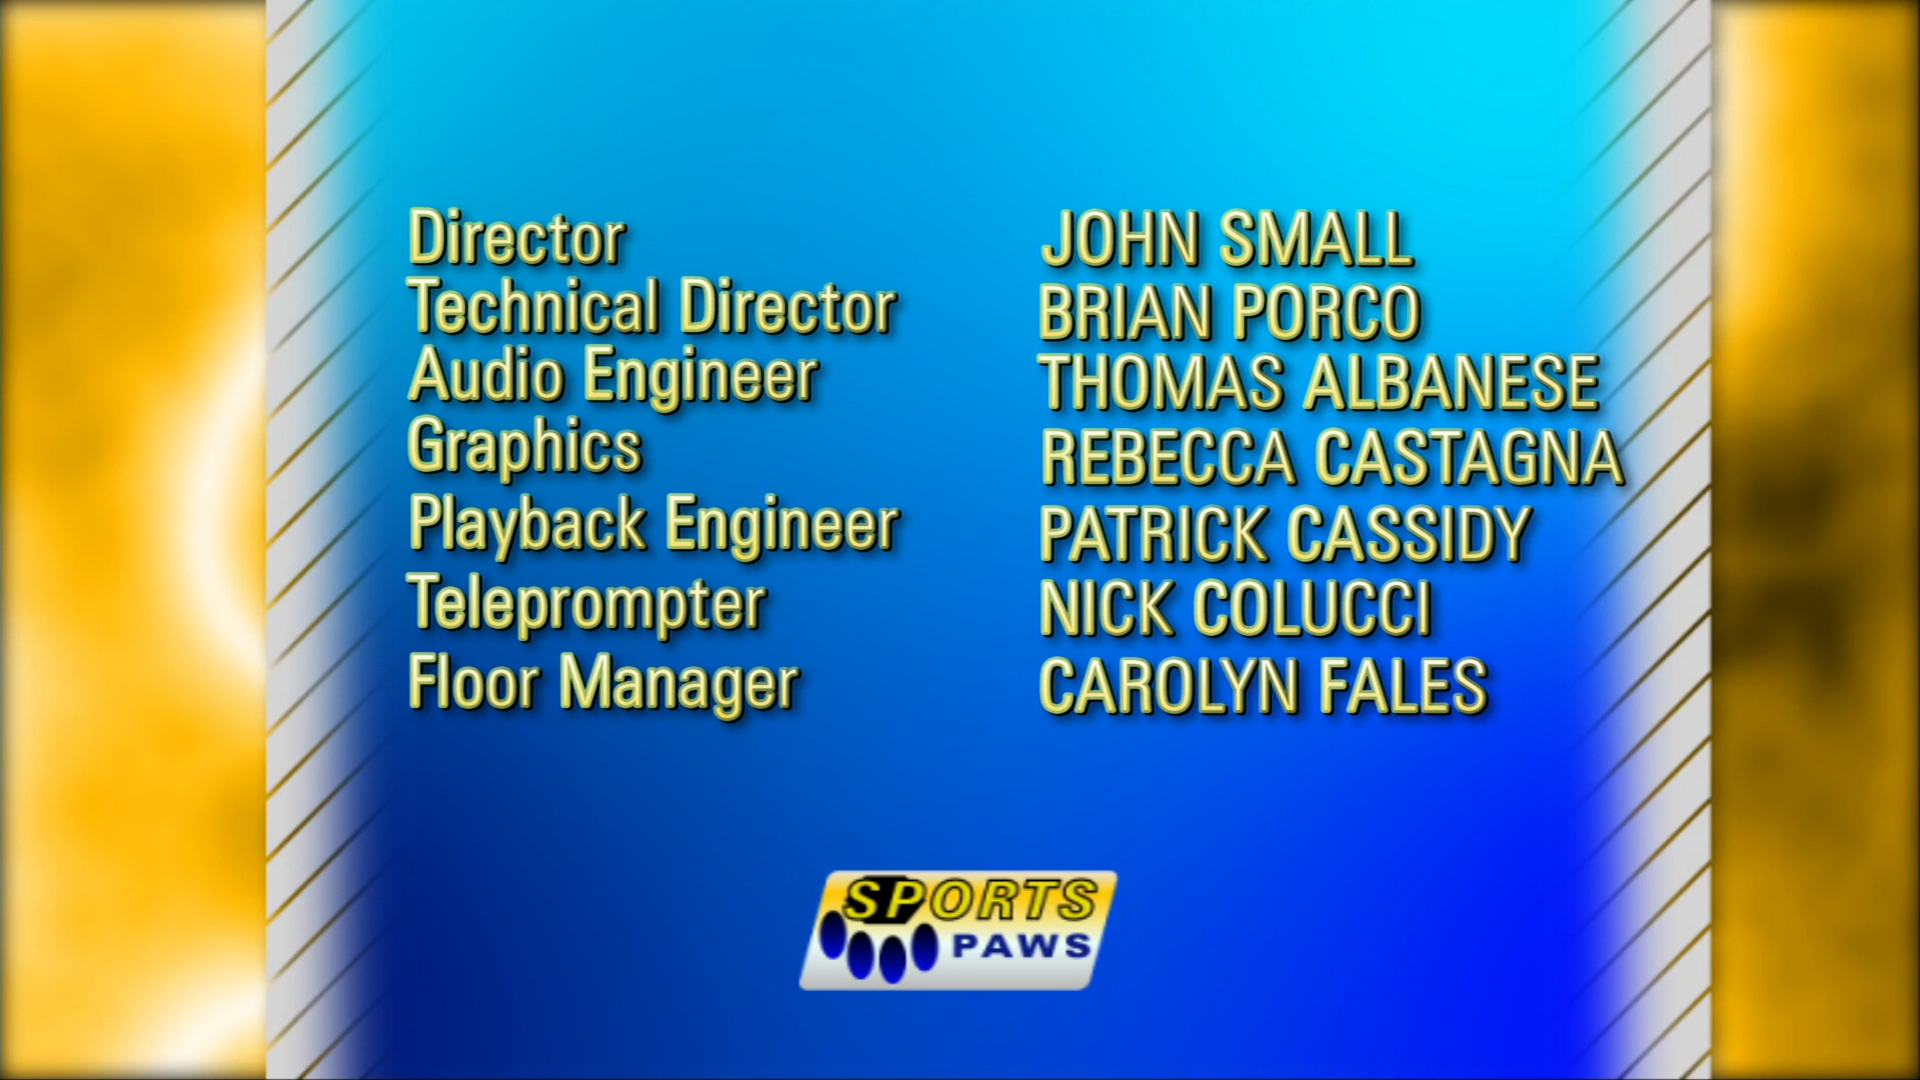 Director JOHN SMALL
Technical Director BRIAN PORCO
Audio Engineer THOMAS ALBANESE
Graphics REBECCA CASTAGNA
Playback Engineer PATRICK CASSIDY
Teleprompter NICK COLUCCI
Floor Manager CAROLYN FALES
SPORTS
PAWS